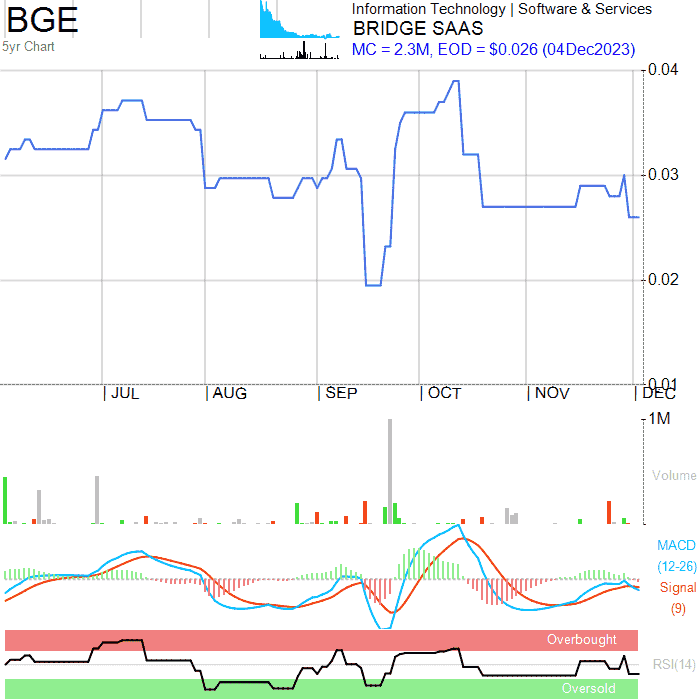 BGE
5yr Chart
Information Technology | Software & Services
BRIDGE SAAS
MC = 2.3M, EOD = $0.026 (04Dec2023)
0.04
0.03
0.02
0.01
| JUL | AUG | SEP | OCT | NOV | DEC
1M
Volume
MACD
(12-26)
Signal
(9)
Overbought
RSI(14)
Oversold